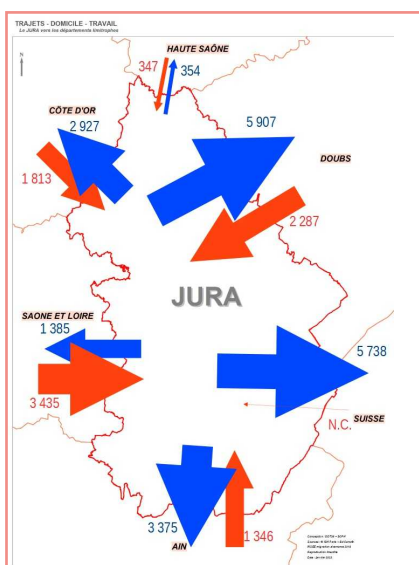 TRAJETS - DOMICILE - TRAVAIL
Le JURA vers les départements limitrophes
N
HAUTE SAÔNE
347
354
CÔTE D'OR
2 927
5 907
DOUBS
1 813
2 287
JURA
SAONE ET LOIRE
1 385
5 738
3 435
N.C.
SUISSE
3 375
1 346
AIN